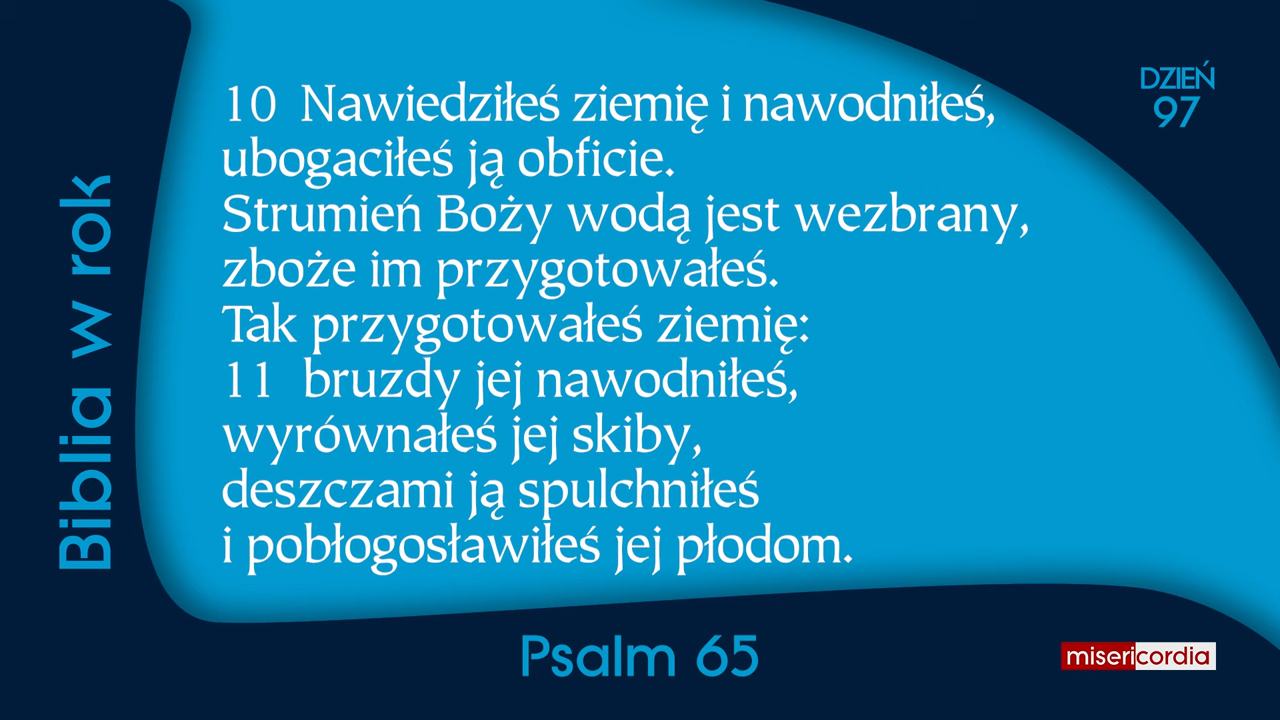 DZIEŃ
97
10 Nawiedziłeś ziemię i nawodniłeś,
ubogaciłeś ją obficie.
Strumień Boży wodą jest wezbrany,
zboże im przygotowałeś.
Tak przygotowałeś ziemię:
11 bruzdy jej nawodniłeś,
wyrównałeś jej skiby,
deszczami ją spulchniłeś
i pobłogosławiłeś jej płodom.
Biblia w rok
Psalm 65
misericordia